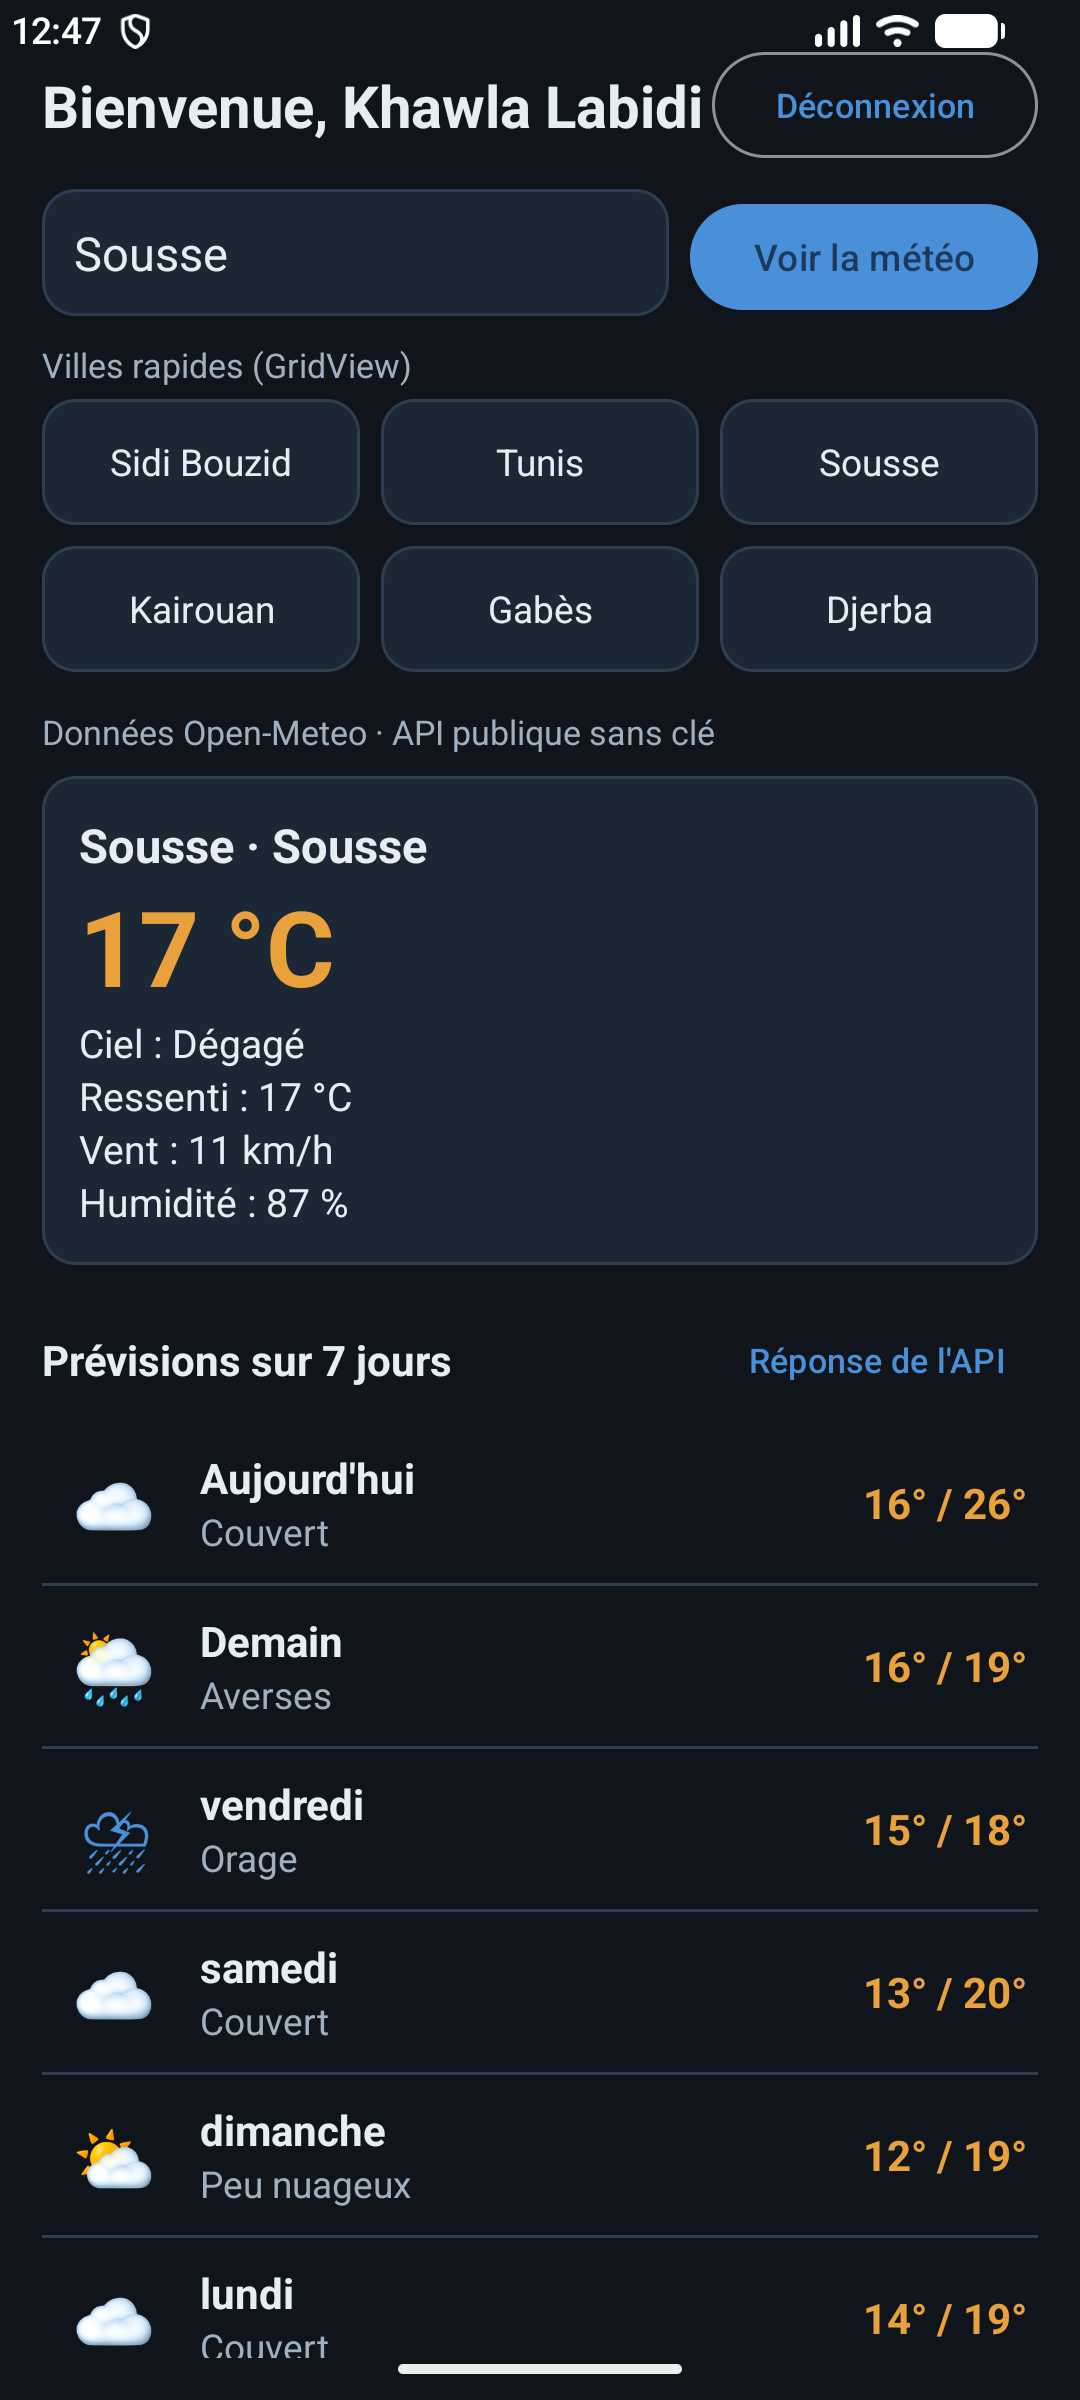 12:47
Bienvenue, Khawla Labidi
Déconnexion
Sousse
Voir la météo
Villes rapides (GridView)
Sidi Bouzid
Tunis
Sousse
Kairouan
Gabès
Djerba
Données Open-Meteo · API publique sans clé
Sousse · Sousse
17 °C
Ciel : Dégagé
Ressenti : 17 °C
Vent : 11 km/h
Humidité : 87 %
Prévisions sur 7 jours
Réponse de l'API
Aujourd'hui
Couvert
16° / 26°
Demain
Averses
16° / 19°
vendredi
Orage
15° / 18°
samedi
Couvert
13° / 20°
dimanche
Peu nuageux
12° / 19°
lundi
Couvert
14° / 19°